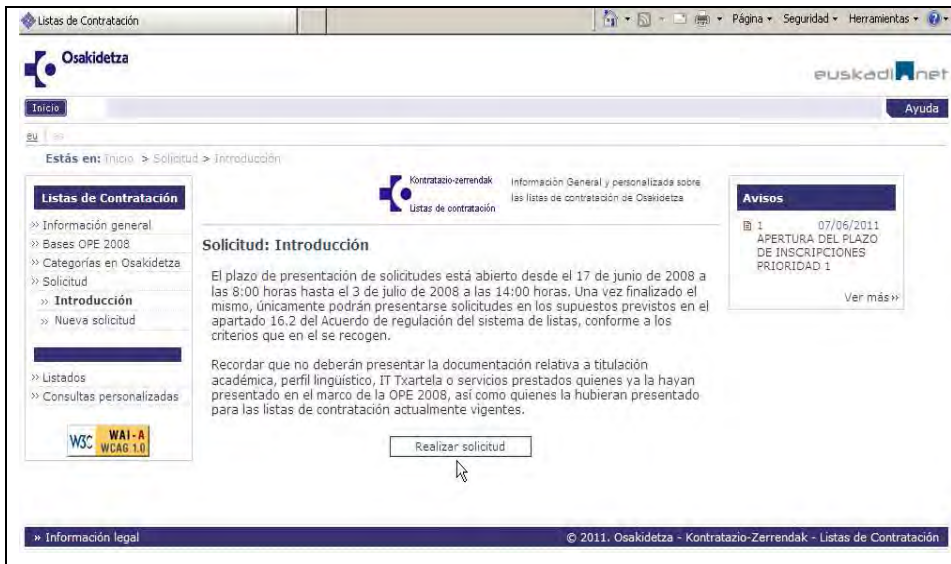 Listas de Contratación
Página
Seguridad
Herramientas
Osakidetza
euskadi net
Inicio
Ayuda
eu es
Estás en: Inicio > Solicitud > Introducción
Listas de Contratación
» Información general
» Bases OPE 2008
» Categorías en Osakidetza
» Solicitud
» Introducción
» Nueva solicitud
» Listados
» Consultas personalizadas
W3C WAI-A
WCAG 1.0
Kontratazio-zerrendak
Listas de contratación
Información General y personalizada sobre
las listas de contratación de Osakidetza
Solicitud: Introducción
El plazo de presentación de solicitudes está abierto desde el 17 de junio de 2008 a
las 8:00 horas hasta el 3 de julio de 2008 a las 14:00 horas. Una vez finalizado el
mismo, únicamente podrán presentarse solicitudes en los supuestos previstos en el
apartado 16.2 del Acuerdo de regulación del sistema de listas, conforme a los
criterios que en el se recogen.
Recordar que no deberán presentar la documentación relativa a titulación
académica, perfil lingüístico, IT Txartela o servicios prestados quienes ya la hayan
presentado en el marco de la OPE 2008, así como quienes la hubieran presentado
para las listas de contratación actualmente vigentes.
Realizar solicitud
Avisos
1 07/06/2011
APERTURA DEL PLAZO
DE INSCRIPCIONES
PRIORIDAD 1
Ver más »
» Información legal
© 2011. Osakidetza - Kontratazio-Zerrendak - Listas de Contratación